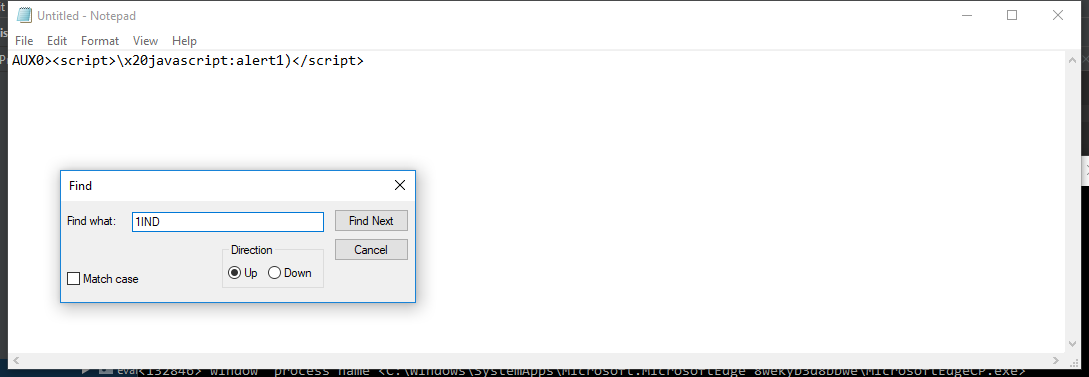 Untitled - Notepad
File Edit Format View Help
AUX0><script>\x20javascript:alert1)</script>
Find
Find what: 1IND Find Next
Cancel
Direction
Up Down
Match case
eval<132846> window process name <C:\Windows\SystemApps\Microsoft.MicrosoftEdge_8wekyb3d8bbwe\MicrosoftEdgeCP.exe>